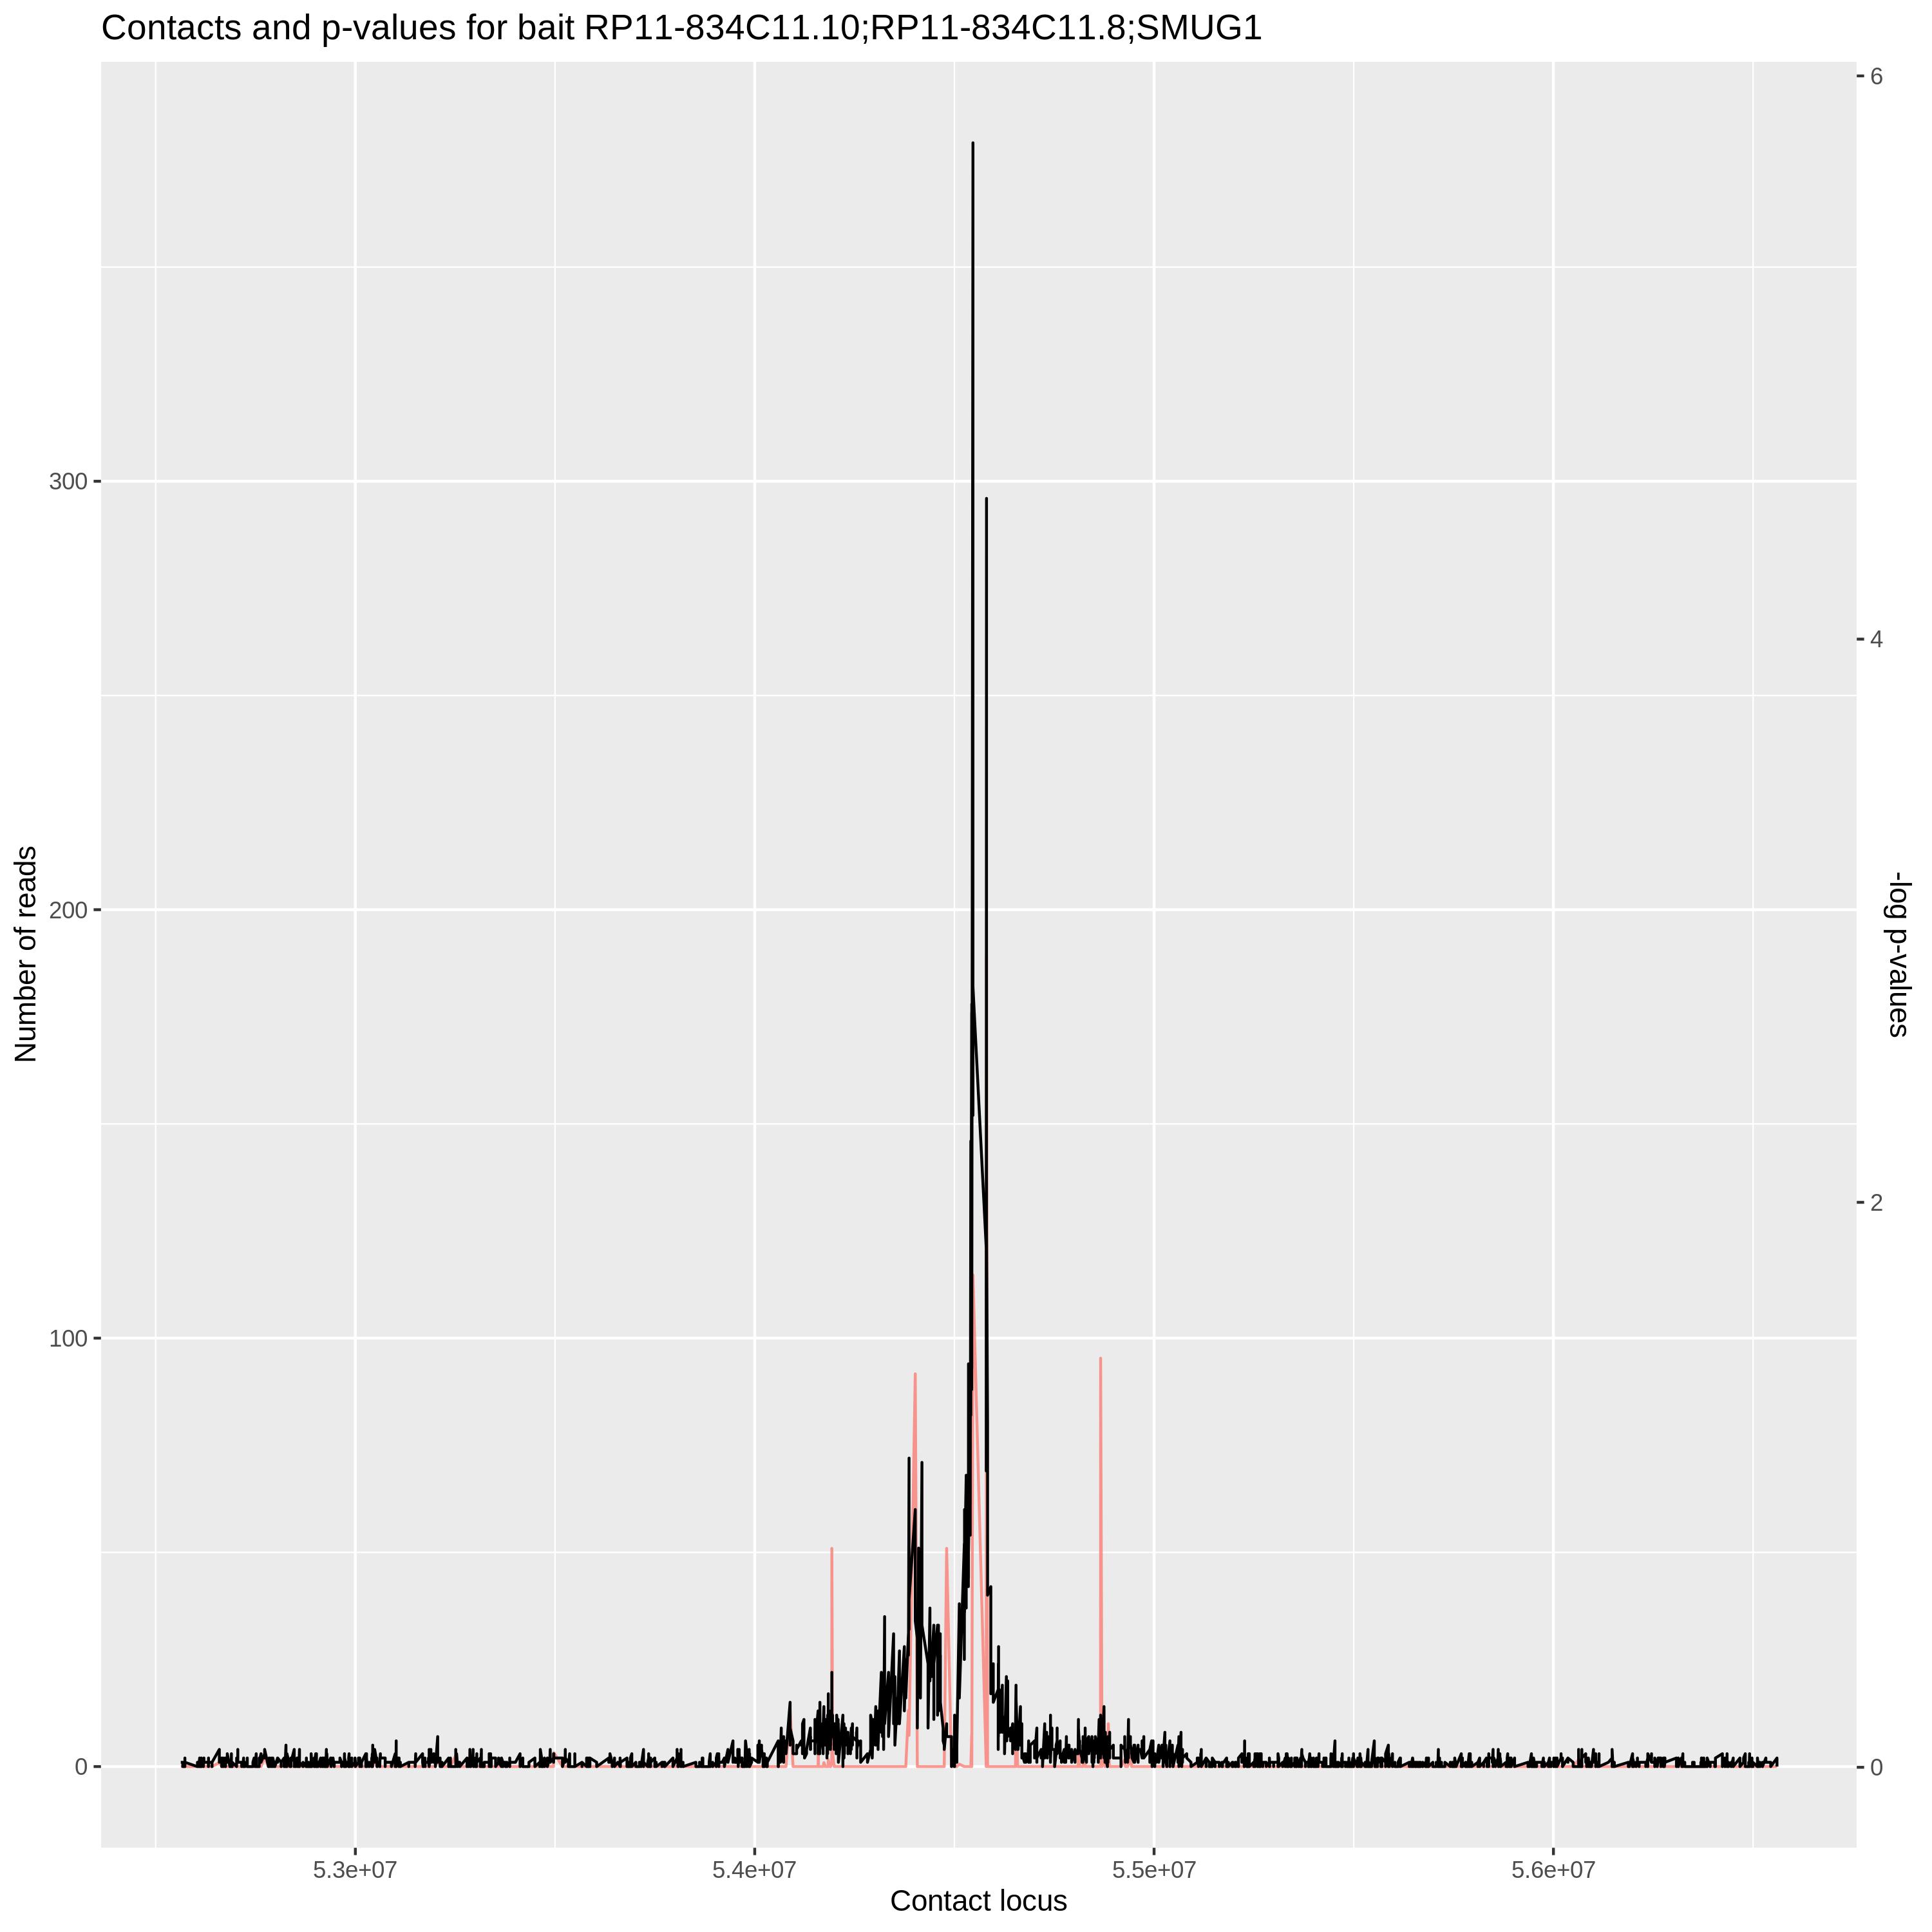 Contacts and p-values for bait RP11-834C11.10;RP11-834C11.8;SMUG1
6
300
4
Number of reads
200
-log p-values
2
100
0
0
5.3e+07
5.4e+07
5.5e+07
5.6e+07
Contact locus